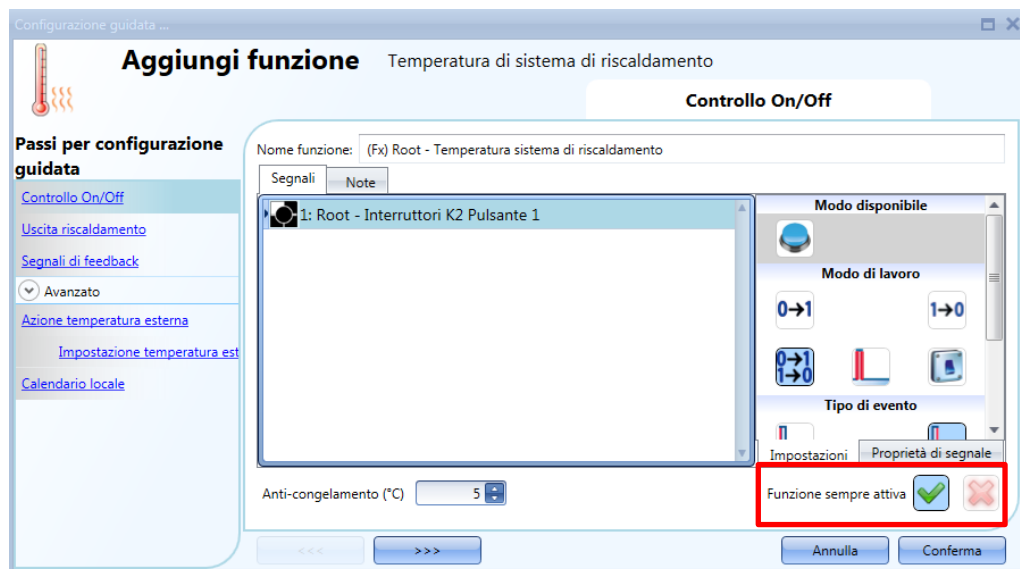 Configurazione guidata ...
Aggiungi funzione
Temperatura di sistema di riscaldamento
Controllo On/Off
Passi per configurazione
guidata
Controllo On/Off
Uscita riscaldamento
Segnali di feedback
Avanzato
Azione temperatura esterna
Impostazione temperatura est
Calendario locale
Nome funzione:
(Fx) Root - Temperatura sistema di riscaldamento
Segnali
Note
1: Root - Interruttori K2 Pulsante 1
Modo disponibile
Modo di lavoro
0→1
1→0
0→1
1→0
Tipo di evento
Impostazioni
Proprietà di segnale
Anti-congelamento (°C)
5
Funzione sempre attiva
<<<
>>>
Annulla
Conferma